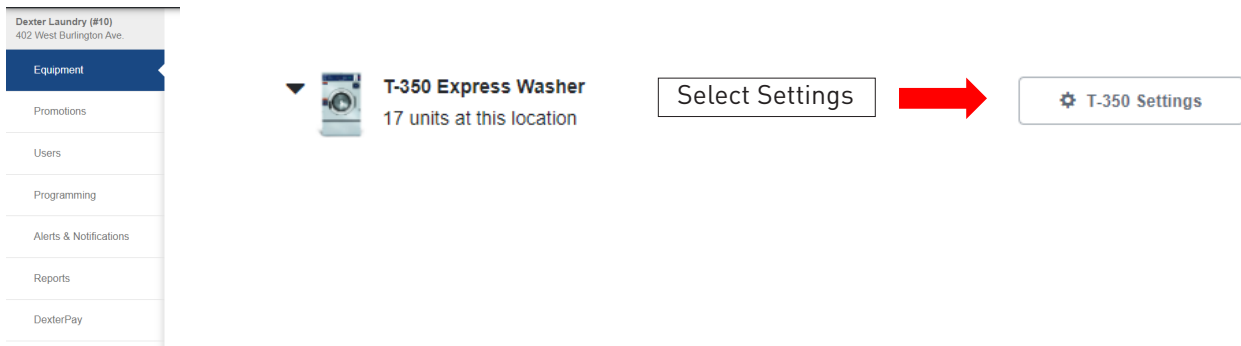 Dexter Laundry (#10)
402 West Burlington Ave.
Equipment
Promotions
Users
Programming
Alerts & Notifications
Reports
DexterPay
T-350 Express Washer
17 units at this location
Select Settings
T-350 Settings